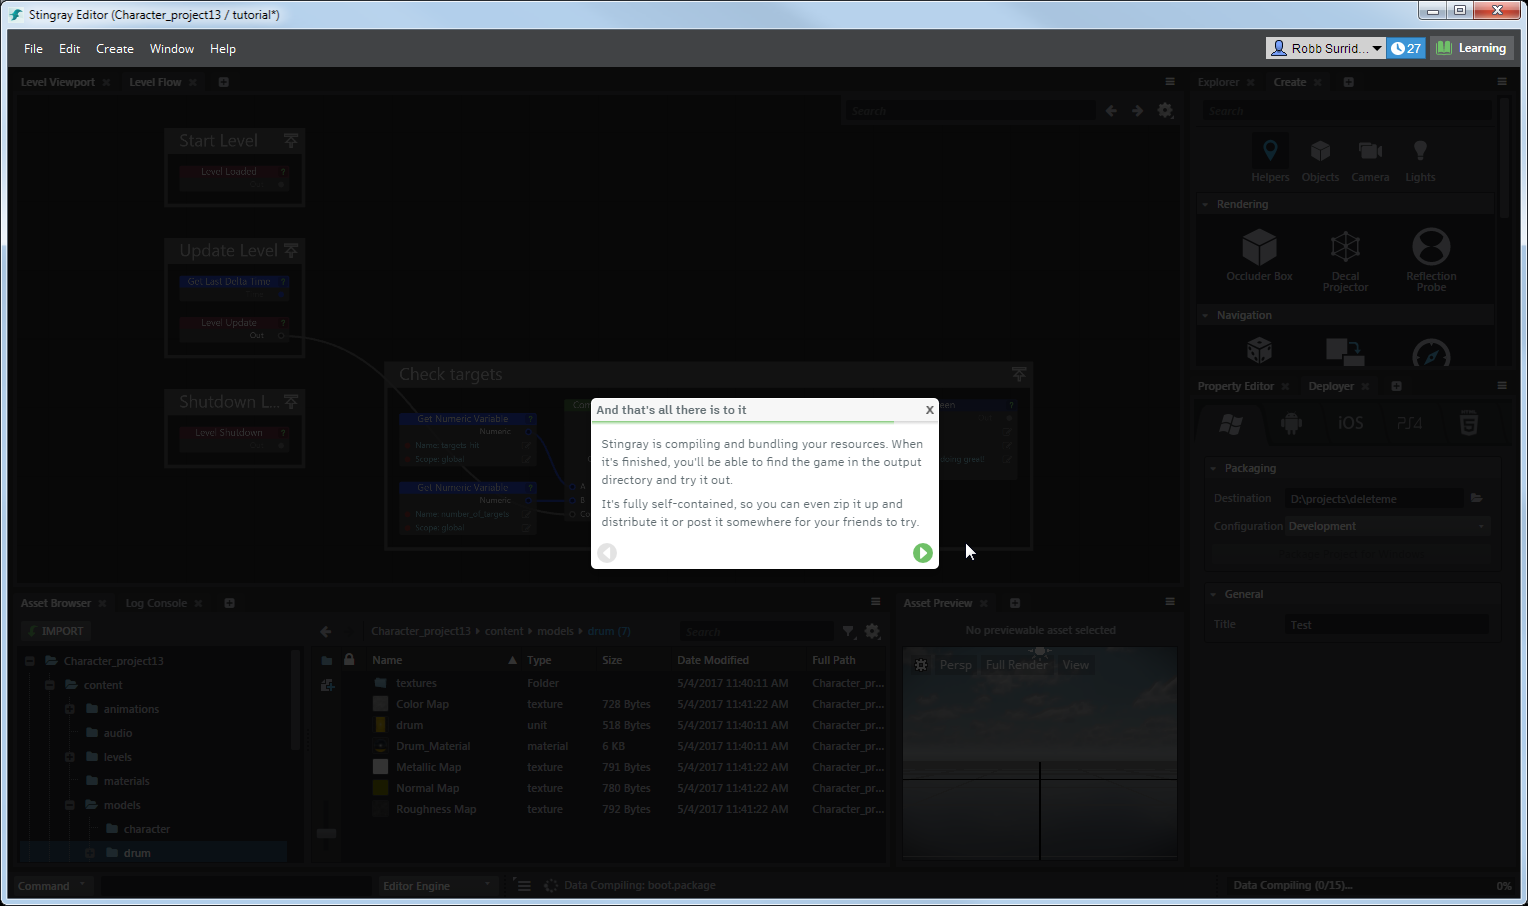 Stingray Editor (Character_project13 / tutorial*)
File Edit Create Window Help
Robb Surrid... 27 Learning
Level Viewport Level Flow
Search
Start Level
Level Loaded ?
Update Level
Get Last Delta Time ?
Level Update ?
Out
Shutdown L...
Level Shutdown ?
Check targets
Get Numeric Variable ?
Numeric
Name: targets_hit
Scope: global
Get Numeric Variable ?
Numeric
Name: number_of_targets
Scope: global
A
B
And that's all there is to it X
Stingray is compiling and bundling your resources. When
it's finished, you'll be able to find the game in the output
directory and try it out.
It's fully self-contained, so you can even zip it up and
distribute it or post it somewhere for your friends to try.
Explorer Create
Search
Helpers Objects Camera Lights
Rendering
Occluder Box Decal Projector Reflection Probe
Navigation
Property Editor Deployer
iOS PS4 HTML
Packaging
Destination D:\projects\deleteme
Configuration Development
General
Title Test
Asset Browser Log Console
IMPORT
Character_project13
content
animations
audio
levels
materials
models
character
drum
Character_project13 content models drum (7) Search
Name Type Size Date Modified Full Path
textures Folder 5/4/2017 11:40:11 AM Character_pr...
Color Map texture 728 Bytes 5/4/2017 11:41:22 AM Character_pr...
drum unit 518 Bytes 5/4/2017 11:40:11 AM Character_pr...
Drum_Material material 6 KB 5/4/2017 11:40:11 AM Character_pr...
Metallic Map texture 791 Bytes 5/4/2017 11:41:22 AM Character_pr...
Normal Map texture 780 Bytes 5/4/2017 11:41:22 AM Character_pr...
Roughness Map texture 792 Bytes 5/4/2017 11:41:22 AM Character_pr...
Asset Preview
No previewable asset selected
Persp Full Render View
Command Editor Engine Data Compiling: boot.package Data Compiling (0/15)... 0%